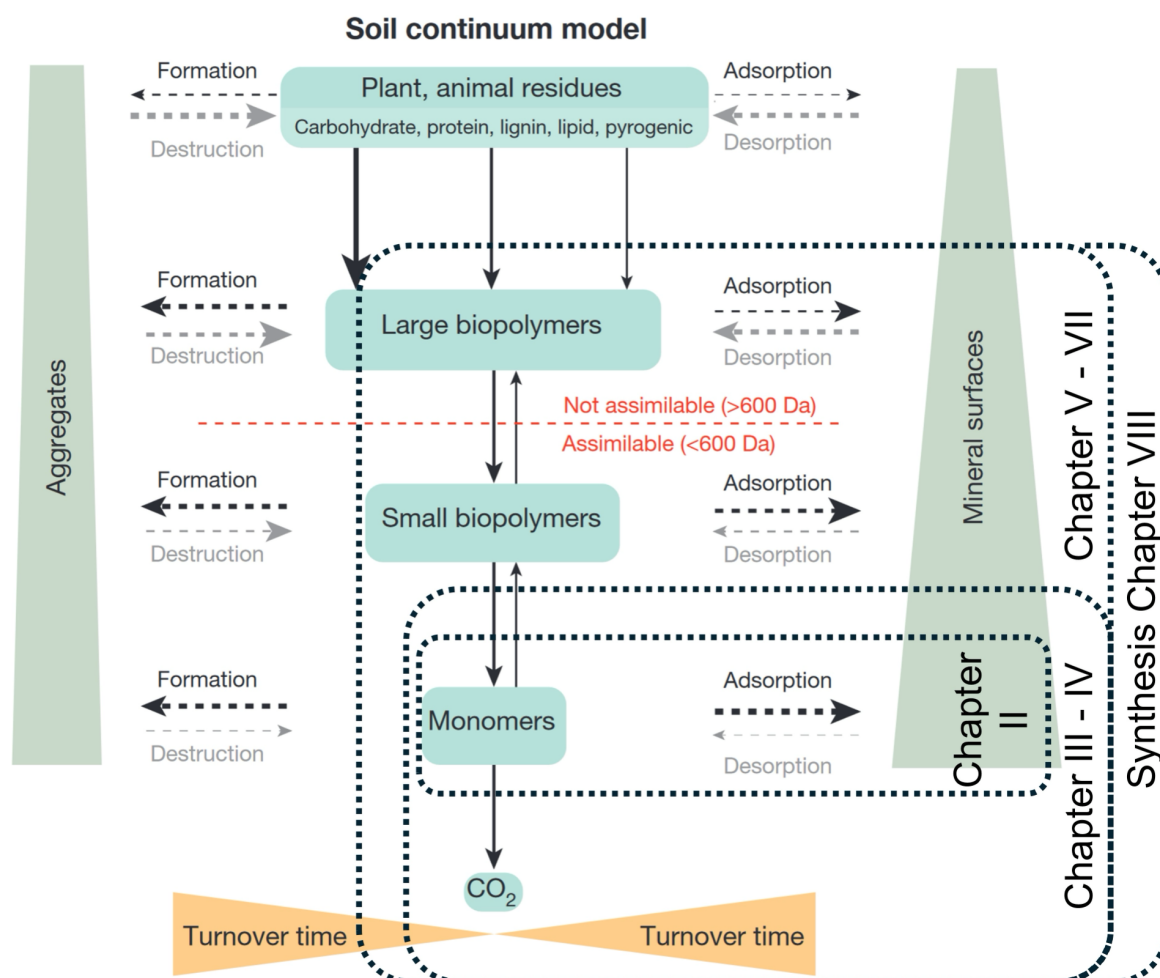 Soil continuum model
Formation
Plant, animal residues
Adsorption
Carbohydrate, protein, lignin, lipid, pyrogenic
Destruction
Desorption
Formation
Large biopolymers
Adsorption
Destruction
Desorption
Not assimilable (>600 Da)
Assimilable (<600 Da)
Aggregates
Mineral surfaces
Chapter V - VII
Synthesis Chapter VIII
Formation
Small biopolymers
Adsorption
Destruction
Desorption
Formation
Monomers
Adsorption
Destruction
Desorption
Chapter
II
Chapter III - IV
CO₂
Turnover time
Turnover time